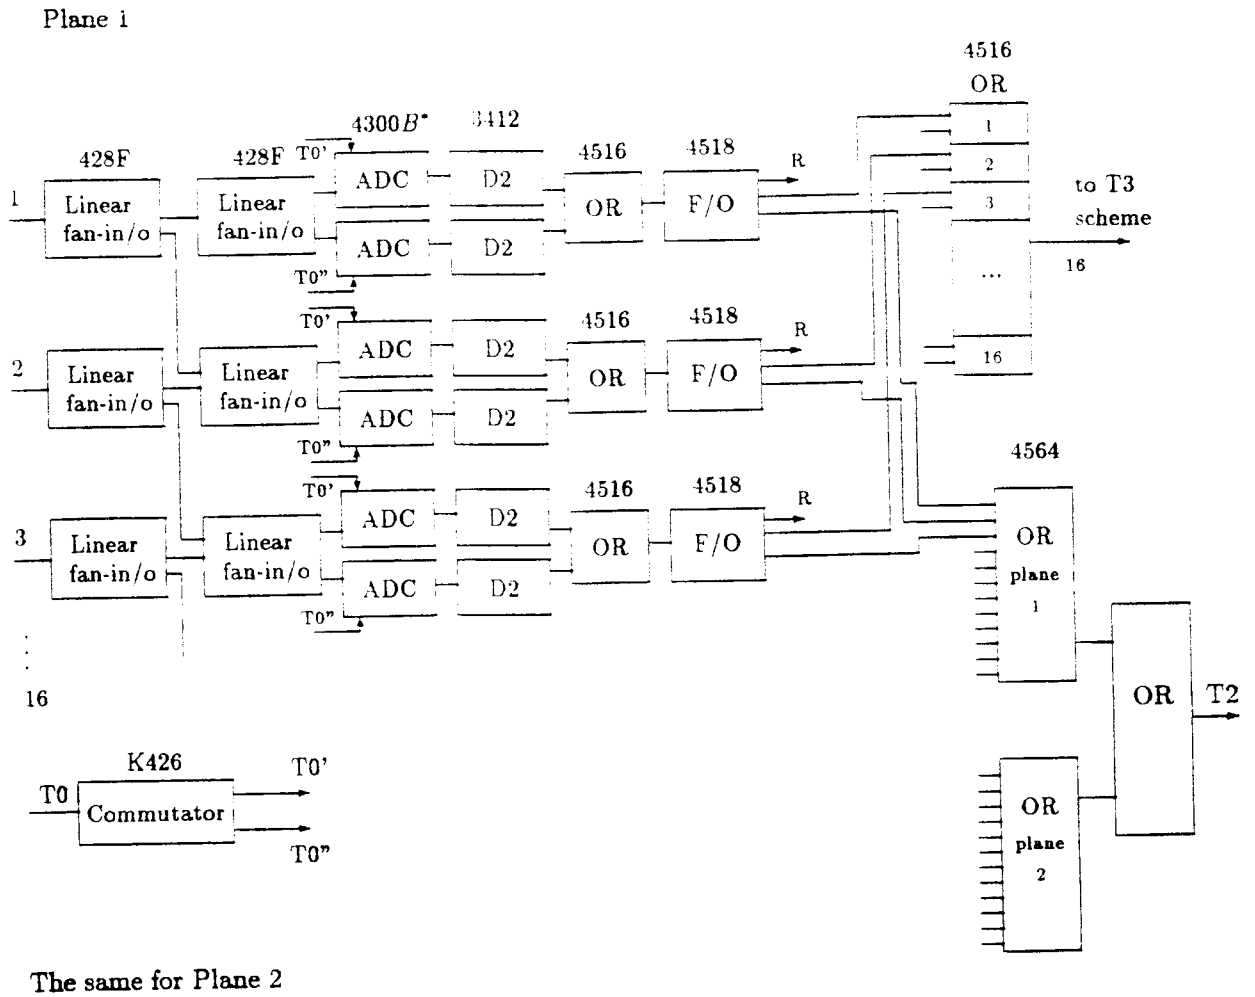 Plane 1
4516
OR
1
2
3
...
16
to T3
scheme
16
428F
428F
4300B*
3412
4516
4518
1
Linear
fan-in/o
Linear
fan-in/o
T0'
ADC
D2
ADC
D2
T0"
OR
F/O
R
4516
4518
2
Linear
fan-in/o
Linear
fan-in/o
T0'
ADC
D2
ADC
D2
T0"
OR
F/O
R
4516
4518
3
Linear
fan-in/o
Linear
fan-in/o
T0'
ADC
D2
ADC
D2
T0"
OR
F/O
R
4564
OR
plane
1
OR
T2
OR
plane
2
.
.
.
16
K426
T0
Commutator
T0'
T0"
The same for Plane 2